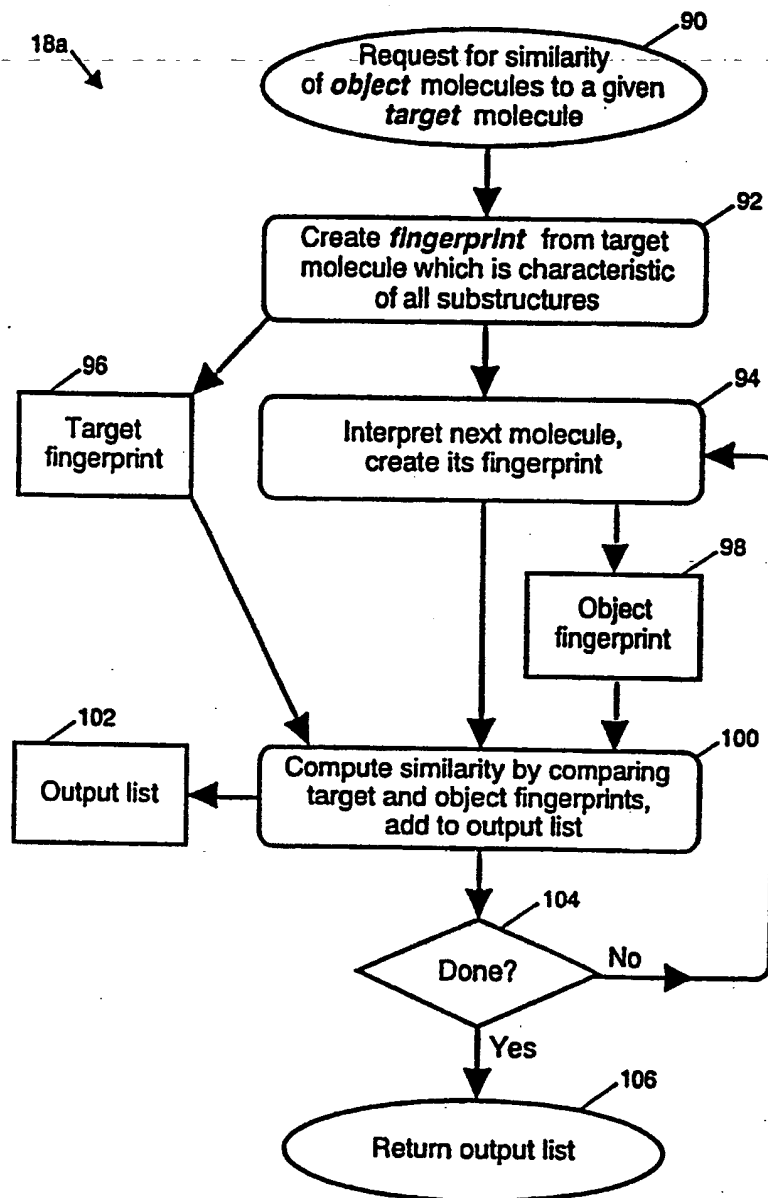 90
18a
Request for similarity
of object molecules to a given
target molecule
92
Create fingerprint from target
molecule which is characteristic
of all substructures
96
Target
fingerprint
94
Interpret next molecule,
create its fingerprint
98
Object
fingerprint
102
Output list
100
Compute similarity by comparing
target and object fingerprints,
add to output list
104
Done?
No
Yes
106
Return output list